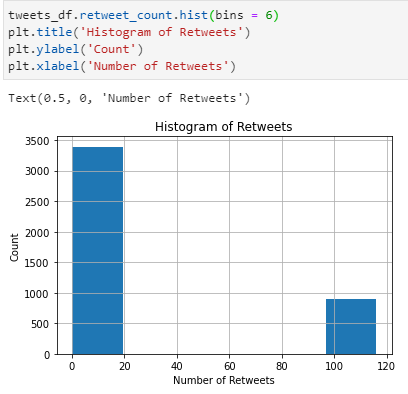 tweets_df.retweet_count.hist(bins = 6)
plt.title('Histogram of Retweets')
plt.ylabel('Count')
plt.xlabel('Number of Retweets')
Text(0.5, 0, 'Number of Retweets')
Histogram of Retweets
3500
3000
2500
2000
1500
1000
500
0
Count
0 20 40 60 80 100 120
Number of Retweets